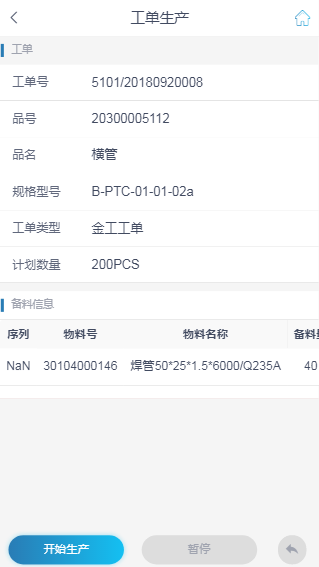 工单生产
工单
工单号 5101/20180920008
品号 20300005112
品名 横管
规格型号 B-PTC-01-01-02a
工单类型 金工工单
计划数量 200PCS
备料信息
序列 物料号 物料名称 备料
NaN 30104000146 焊管50*25*1.5*6000/Q235A 40
开始生产 暂停